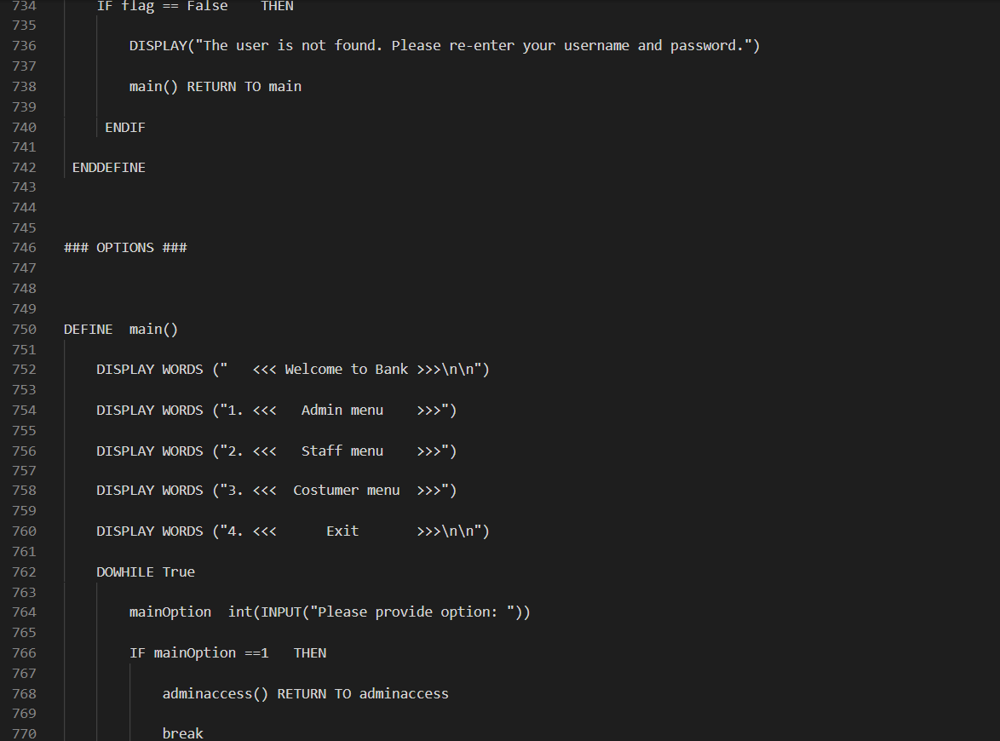 734 IF flag == False    THEN
735
736 DISPLAY("The user is not found. Please re-enter your username and password.")
737
738 main() RETURN TO main
739
740 ENDIF
741
742 ENDDEFINE
743
744
745
746 ### OPTIONS ###
747
748
749
750 DEFINE  main()
751
752 DISPLAY WORDS ("   <<< Welcome to Bank >>>\n\n")
753
754 DISPLAY WORDS ("1. <<<   Admin menu    >>>")
755
756 DISPLAY WORDS ("2. <<<   Staff menu    >>>")
757
758 DISPLAY WORDS ("3. <<<  Costumer menu  >>>")
759
760 DISPLAY WORDS ("4. <<<      Exit       >>>\n\n")
761
762 DOWHILE True
763
764 mainOption  int(INPUT("Please provide option: "))
765
766 IF mainOption ==1   THEN
767
768 adminaccess() RETURN TO adminaccess
769
770 break